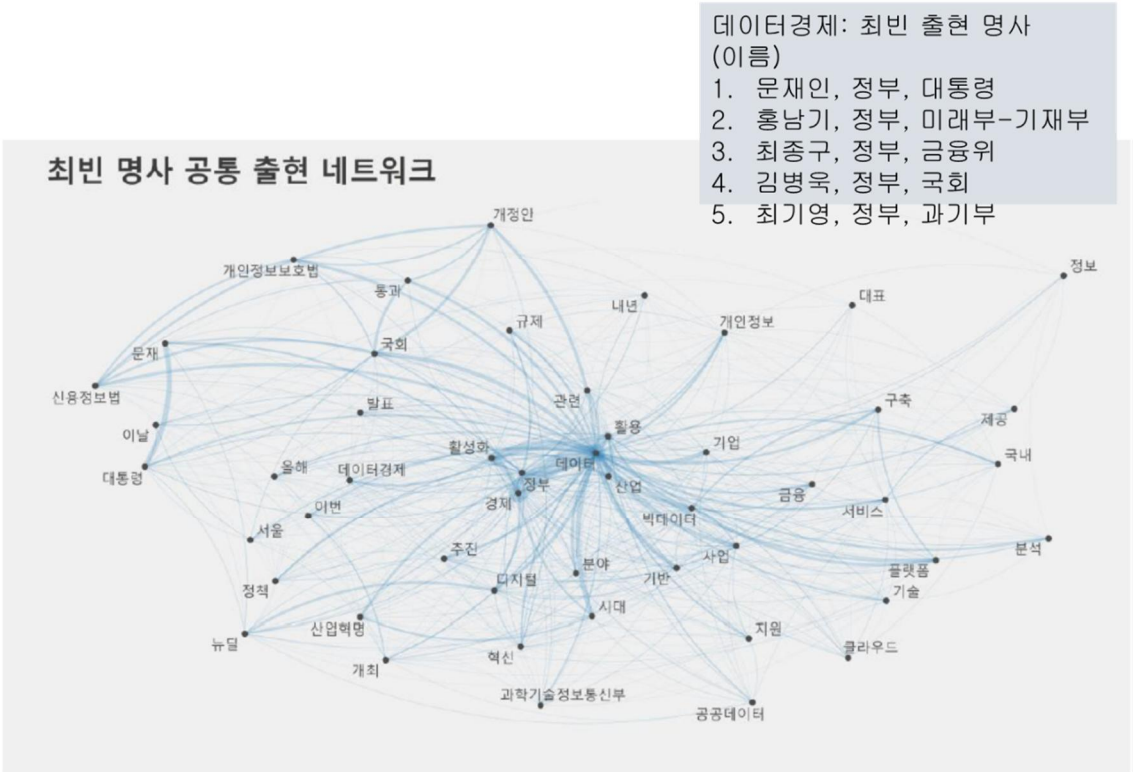 데이터경제: 최빈 출현 명사
(이름)
1. 문재인, 정부, 대통령
2. 홍남기, 정부, 미래부-기재부
3. 최종구, 정부, 금융위
4. 김병욱, 정부, 국회
5. 최기영, 정부, 과기부
최빈 명사 공통 출현 네트워크
개정안
개인정보보호법
정보
통과
내년
대표
규제
개인정보
국회
문재
신용정보법
관련
발표
구축
제공
이날
활용
활성화
기업
국내
데이터
대통령
올해
데이터경제
정부
산업
금융
경제
이번
빅데이터
서비스
서울
추진
사업
분석
분야
기반
플랫폼
정책
디지털
기술
시대
산업혁명
지원
뉴딜
혁신
클라우드
개최
과학기술정보통신부
공공데이터